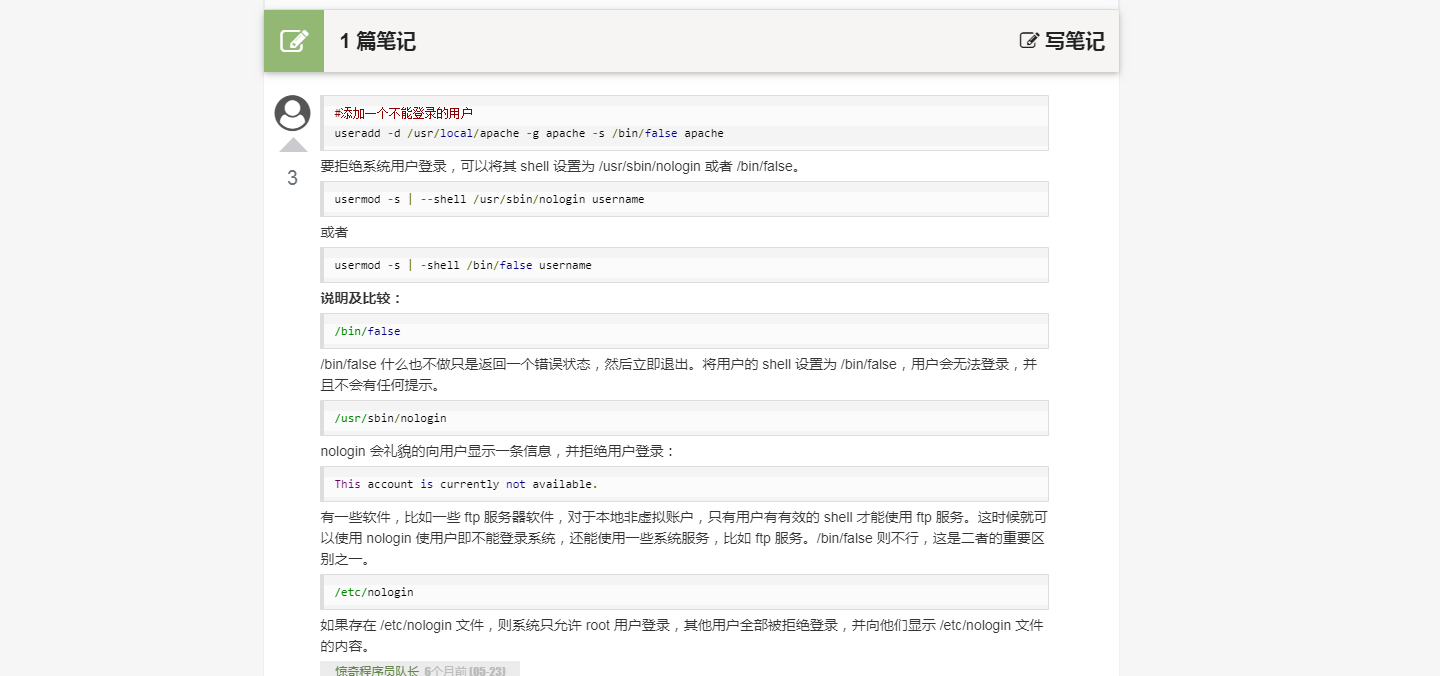 1 篇笔记
写笔记
#添加一个不能登录的用户
useradd -d /usr/local/apache -g apache -s /bin/false apache
要拒绝系统用户登录，可以将其 shell 设置为 /usr/sbin/nologin 或者 /bin/false。
3
usermod -s | --shell /usr/sbin/nologin username
或者
usermod -s | -shell /bin/false username
说明及比较：
/bin/false
/bin/false 什么也不做只是返回一个错误状态，然后立即退出。将用户的 shell 设置为 /bin/false，用户会无法登录，并
且不会有任何提示。
/usr/sbin/nologin
nologin 会礼貌的向用户显示一条信息，并拒绝用户登录：
This account is currently not available.
有一些软件，比如一些 ftp 服务器软件，对于本地非虚拟账户，只有用户有有效的 shell 才能使用 ftp 服务。这时候就可
以使用 nologin 使用户即不能登录系统，还能使用一些系统服务，比如 ftp 服务。/bin/false 则不行，这是二者的重要区
别之一。
/etc/nologin
如果存在 /etc/nologin 文件，则系统只允许 root 用户登录，其他用户全部被拒绝登录，并向他们显示 /etc/nologin 文件
的内容。
惊奇程序员队长 6个月前 (05-23)